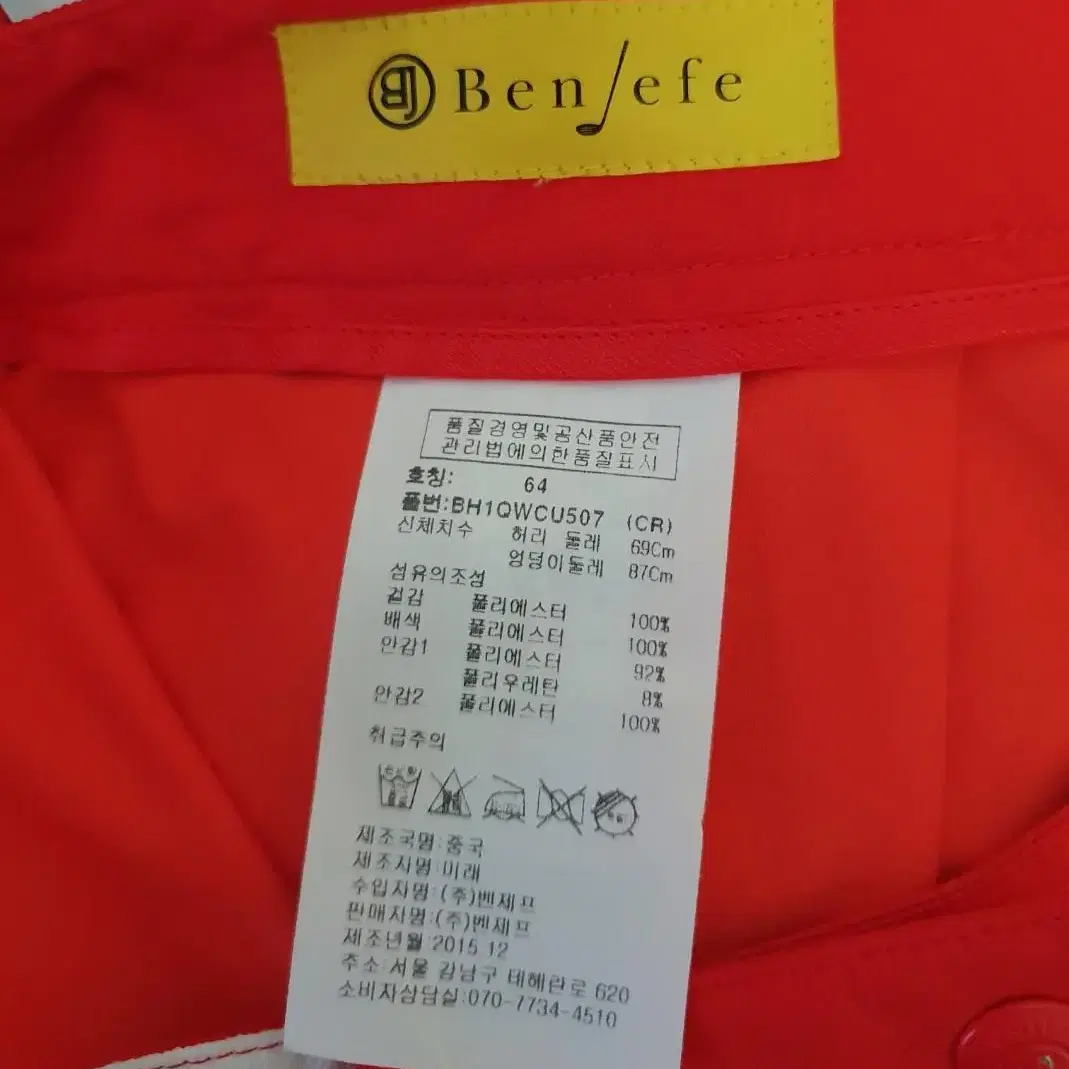 BJ BenJefe
품질경영및공산품안전
관리법에의한품질표시
호칭: 64
품번:BH1QWCU507 (CR)
신체치수 허리 둘레 69Cm
엉덩이둘레 87Cm
섬유의조성
겉감 폴리에스터 100%
배색 폴리에스터 100%
안감1 폴리에스터 92%
폴리우레탄 8%
안감2 폴리에스터 100%
취급주의
제조국명:중국
제조자명:미래
수입자명:(주)벤제프
판매자명:(주)벤제프
제조년월:2015.12
주소:서울 강남구 테헤란로 620
소비자상담실:070-7734-4510